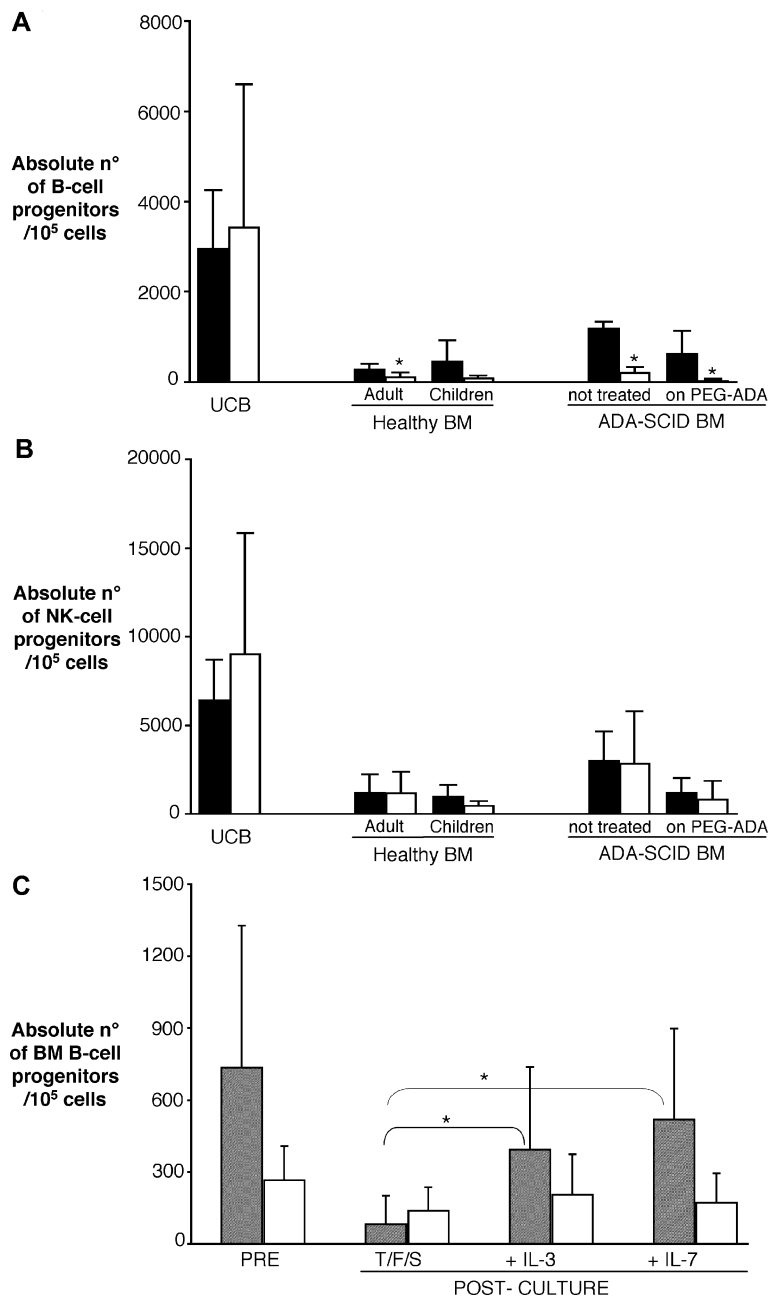 A
8000
6000
4000
2000
0
Absolute n°
of B-cell
progenitors
/10⁵ cells
*
*
*
UCB
Adult Children
Healthy BM
not treated on PEG-ADA
ADA-SCID BM
B
20000
15000
10000
5000
0
Absolute n°
of NK-cell
progenitors
/10⁵ cells
UCB
Adult Children
Healthy BM
not treated on PEG-ADA
ADA-SCID BM
C
1500
1200
900
600
300
0
Absolute n°
of BM B-cell
progenitors
/10⁵ cells
*
*
PRE T/F/S + IL-3 + IL-7
POST- CULTURE